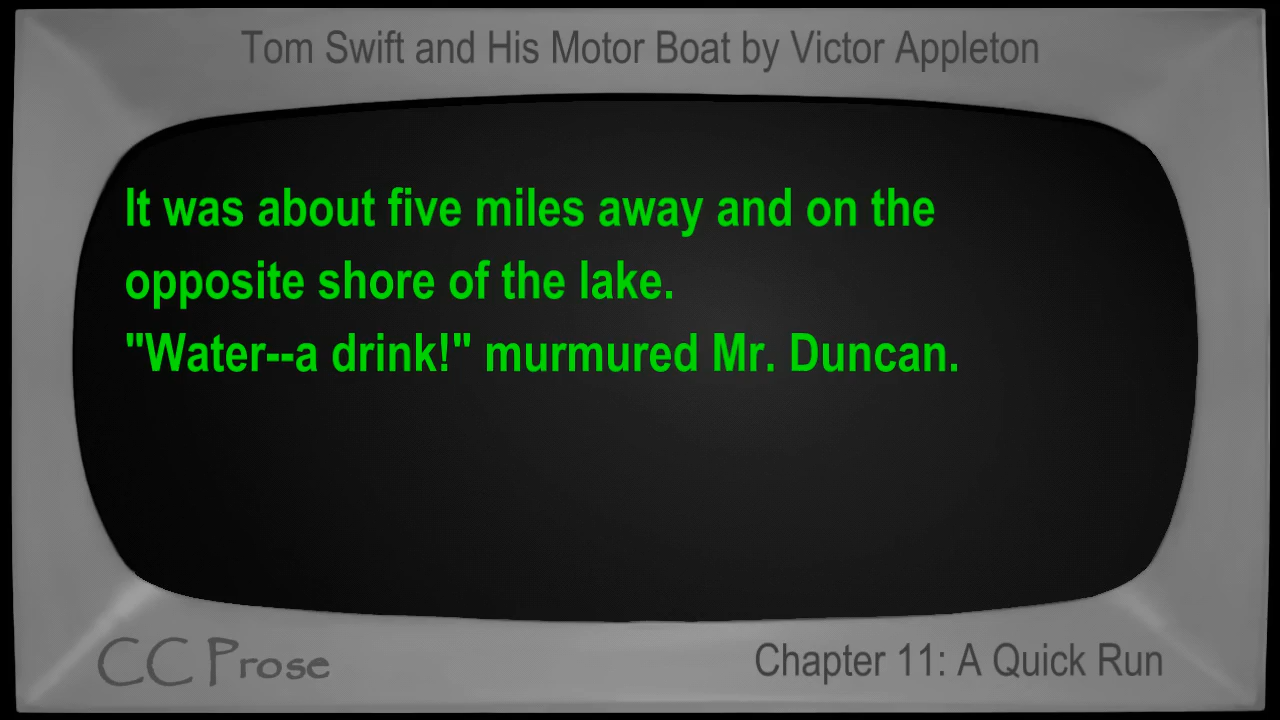 Tom Swift and His Motor Boat by Victor Appleton
It was about five miles away and on the
opposite shore of the lake.
"Water--a drink!" murmured Mr. Duncan.
CC Prose
Chapter 11: A Quick Run